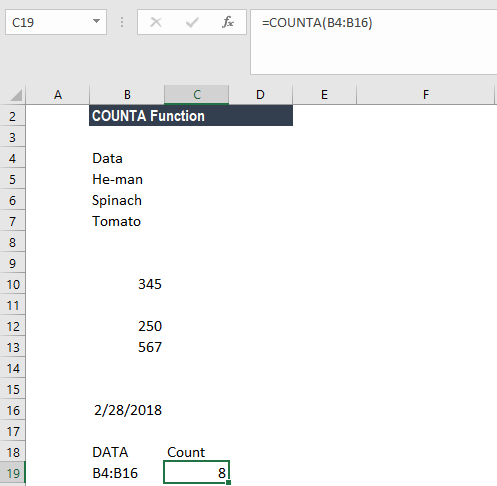 C19 fx =COUNTA(B4:B16)
A B C D E F
2 COUNTA Function
3
4 Data
5 He-man
6 Spinach
7 Tomato
8
9
10 345
11
12 250
13 567
14
15
16 2/28/2018
17
18 DATA Count
19 B4:B16 8